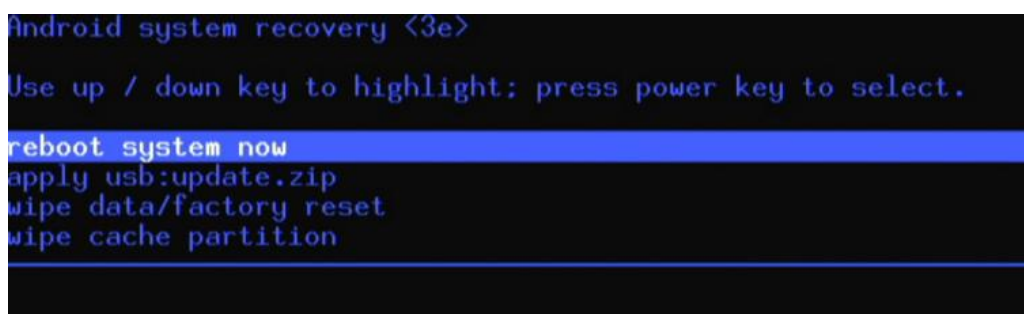 Android system recovery <3e>
Use up / down key to highlight; press power key to select.
reboot system now
apply usb:update.zip
wipe data/factory reset
wipe cache partition